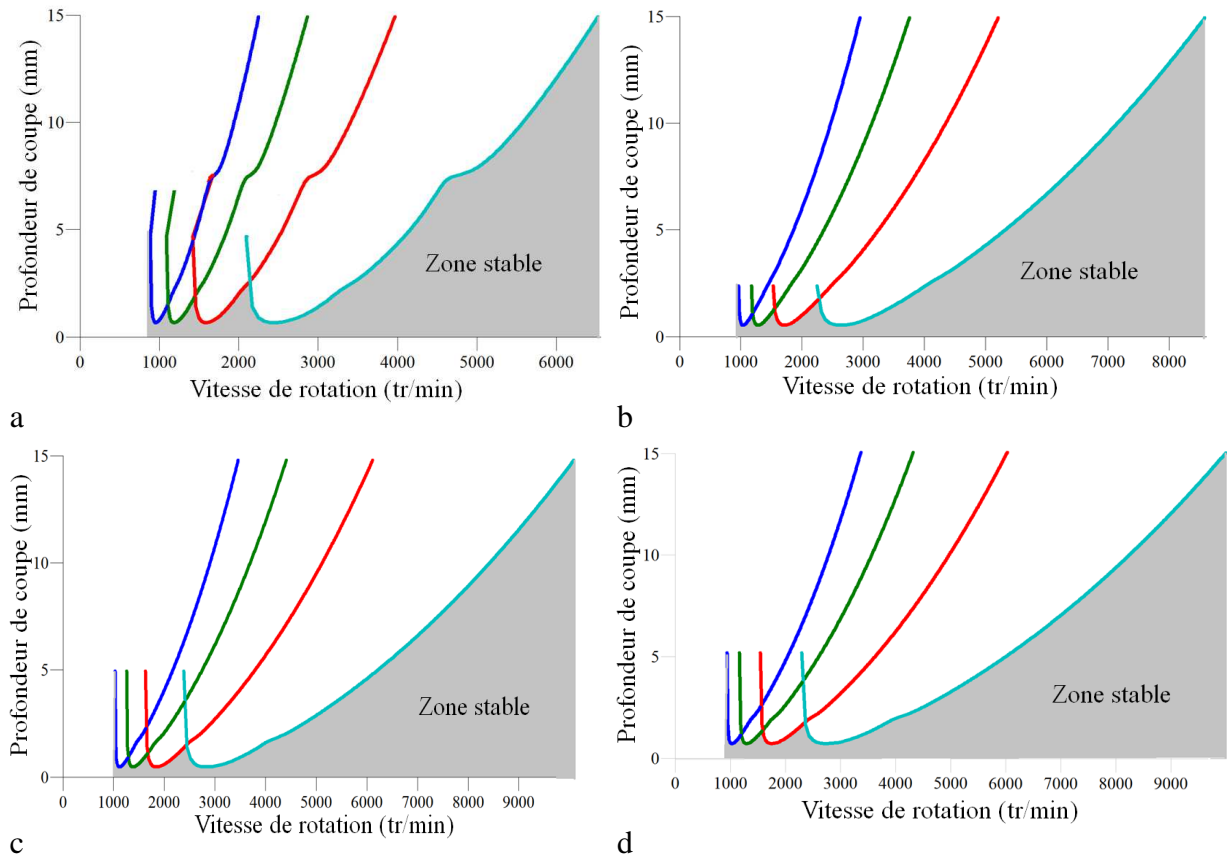 15
10
5
0
Profondeur de coupe (mm)
Zone stable
0 1000 2000 3000 4000 5000 6000
Vitesse de rotation (tr/min)
a
15
10
5
0
Profondeur de coupe (mm)
Zone stable
0 1000 2000 3000 4000 5000 6000 7000 8000
Vitesse de rotation (tr/min)
b
15
10
5
0
Profondeur de coupe (mm)
Zone stable
0 1000 2000 3000 4000 5000 6000 7000 8000 9000
Vitesse de rotation (tr/min)
c
15
10
5
0
Profondeur de coupe (mm)
Zone stable
0 1000 2000 3000 4000 5000 6000 7000 8000 9000
Vitesse de rotation (tr/min)
d